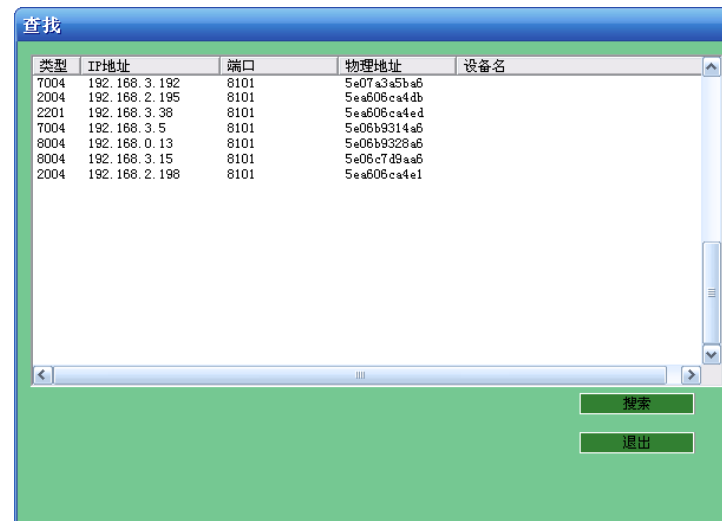 查找
类型 IP地址 端口 物理地址 设备名
7004 192.168.3.192 8101 5e07a3a5ba6
2004 192.168.2.195 8101 5ea606ca4db
2201 192.168.3.38 8101 5ea606ca4ed
7004 192.168.3.5 8101 5e06b9314a6
8004 192.168.0.13 8101 5e06b9328a6
8004 192.168.3.15 8101 5e06c7d9aa6
2004 192.168.2.198 8101 5ea606ca4e1
搜索
退出